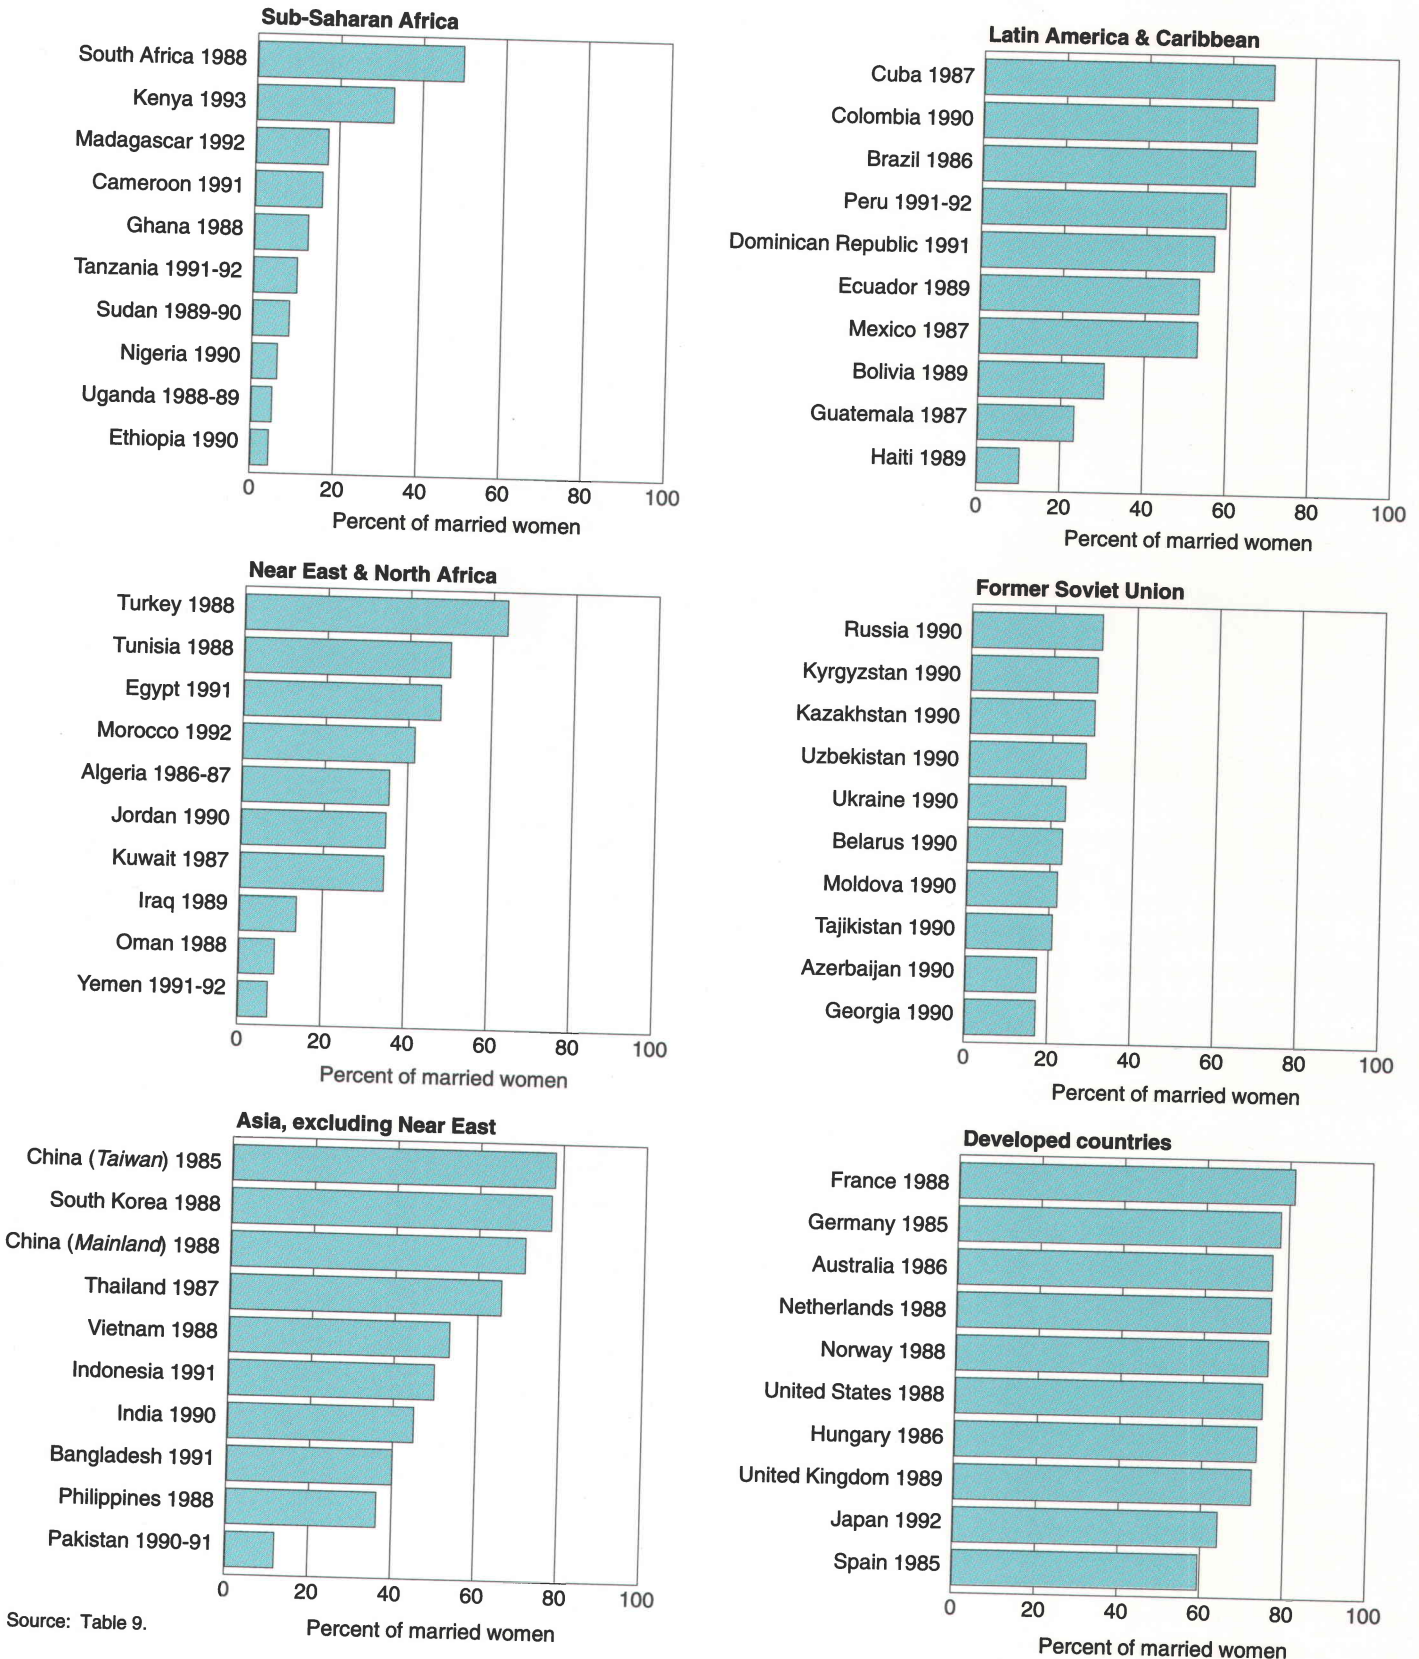 Sub-Saharan Africa
South Africa 1988
Kenya 1993
Madagascar 1992
Cameroon 1991
Ghana 1988
Tanzania 1991-92
Sudan 1989-90
Nigeria 1990
Uganda 1988-89
Ethiopia 1990
0 20 40 60 80 100
Percent of married women
Latin America & Caribbean
Cuba 1987
Colombia 1990
Brazil 1986
Peru 1991-92
Dominican Republic 1991
Ecuador 1989
Mexico 1987
Bolivia 1989
Guatemala 1987
Haiti 1989
0 20 40 60 80 100
Percent of married women
Near East & North Africa
Turkey 1988
Tunisia 1988
Egypt 1991
Morocco 1992
Algeria 1986-87
Jordan 1990
Kuwait 1987
Iraq 1989
Oman 1988
Yemen 1991-92
0 20 40 60 80 100
Percent of married women
Former Soviet Union
Russia 1990
Kyrgyzstan 1990
Kazakhstan 1990
Uzbekistan 1990
Ukraine 1990
Belarus 1990
Moldova 1990
Tajikistan 1990
Azerbaijan 1990
Georgia 1990
0 20 40 60 80 100
Percent of married women
Asia, excluding Near East
China (Taiwan) 1985
South Korea 1988
China (Mainland) 1988
Thailand 1987
Vietnam 1988
Indonesia 1991
India 1990
Bangladesh 1991
Philippines 1988
Pakistan 1990-91
0 20 40 60 80 100
Percent of married women
Developed countries
France 1988
Germany 1985
Australia 1986
Netherlands 1988
Norway 1988
United States 1988
Hungary 1986
United Kingdom 1989
Japan 1992
Spain 1985
0 20 40 60 80 100
Percent of married women
Source: Table 9.